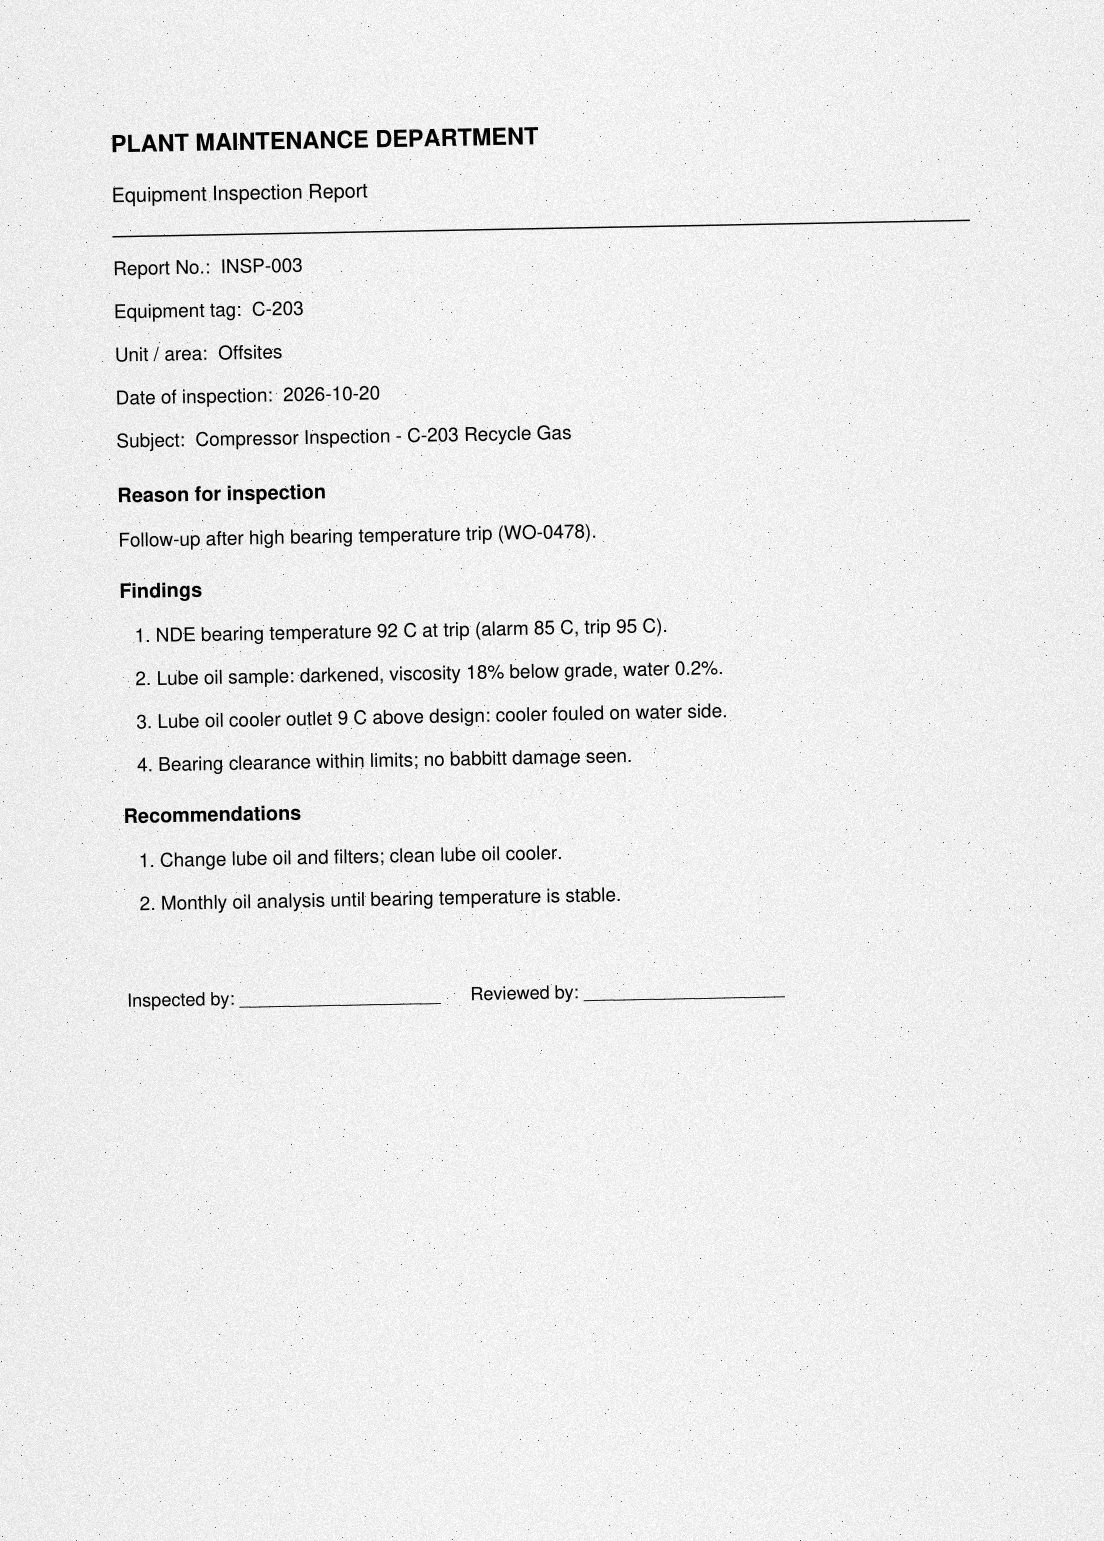 PLANT MAINTENANCE DEPARTMENT
Equipment Inspection Report
Report No.: INSP-003
Equipment tag: C-203
Unit / area: Offsites
Date of inspection: 2026-10-20
Subject: Compressor Inspection - C-203 Recycle Gas
Reason for inspection
Follow-up after high bearing temperature trip (WO-0478).
Findings
1. NDE bearing temperature 92 C at trip (alarm 85 C, trip 95 C).
2. Lube oil sample: darkened, viscosity 18% below grade, water 0.2%.
3. Lube oil cooler outlet 9 C above design: cooler fouled on water side.
4. Bearing clearance within limits; no babbitt damage seen.
Recommendations
1. Change lube oil and filters; clean lube oil cooler.
2. Monthly oil analysis until bearing temperature is stable.
Inspected by: ____________________ Reviewed by: ____________________